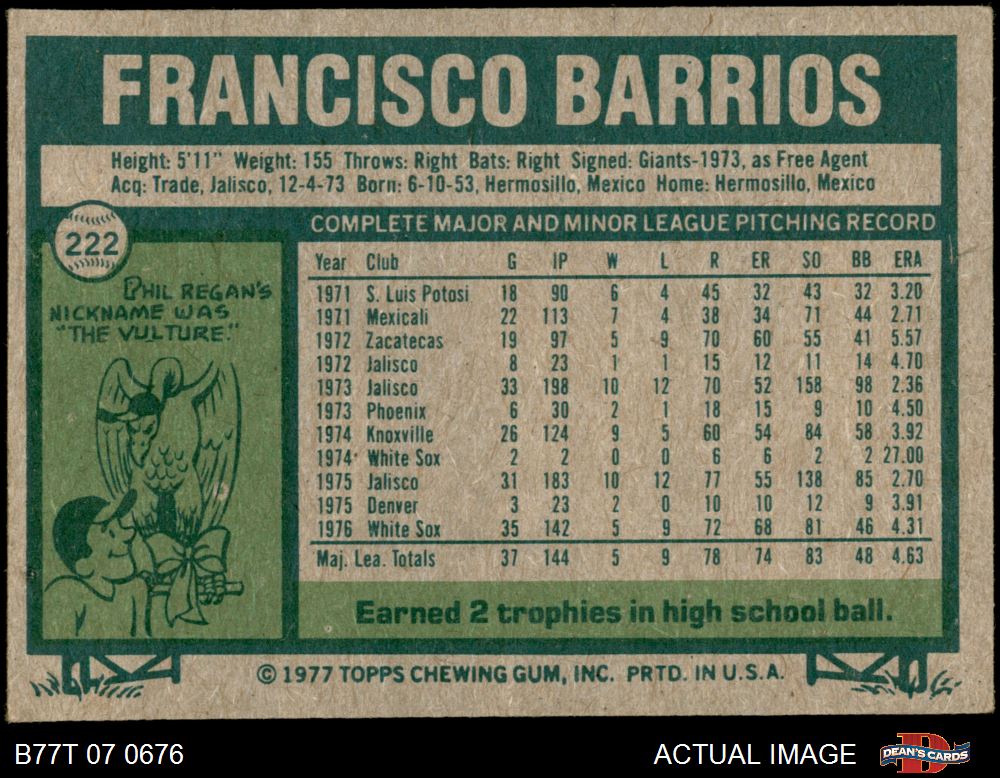 FRANCISCO BARRIOS
Height: 5'11" Weight: 155 Throws: Right Bats: Right Signed: Giants-1973, as Free Agent
Acq: Trade, Jalisco, 12-4-73 Born: 6-10-53, Hermosillo, Mexico Home: Hermosillo, Mexico
222
PHIL REGAN'S
NICKNAME WAS
"THE VULTURE."
COMPLETE MAJOR AND MINOR LEAGUE PITCHING RECORD
Year Club G IP W L R ER SO BB ERA
1971 S. Luis Potosi 18 90 6 4 45 32 43 32 3.20
1971 Mexicali 22 113 7 4 38 34 71 44 2.71
1972 Zacatecas 19 97 5 9 70 60 55 41 5.57
1972 Jalisco 8 23 1 1 15 12 11 14 4.70
1973 Jalisco 33 198 10 12 70 52 158 98 2.36
1973 Phoenix 6 30 2 1 18 15 9 10 4.50
1974 Knoxville 26 124 9 5 60 54 84 58 3.92
1974 White Sox 2 2 0 0 6 6 2 2 27.00
1975 Jalisco 31 183 10 12 77 55 138 85 2.70
1975 Denver 3 23 2 0 10 10 12 9 3.91
1976 White Sox 35 142 5 9 72 68 81 46 4.31
Maj. Lea. Totals 37 144 5 9 78 74 83 48 4.63
Earned 2 trophies in high school ball.
© 1977 TOPPS CHEWING GUM, INC. PRTD. IN U.S.A.
B77T 07 0676
ACTUAL IMAGE
D
DEAN'S CARDS